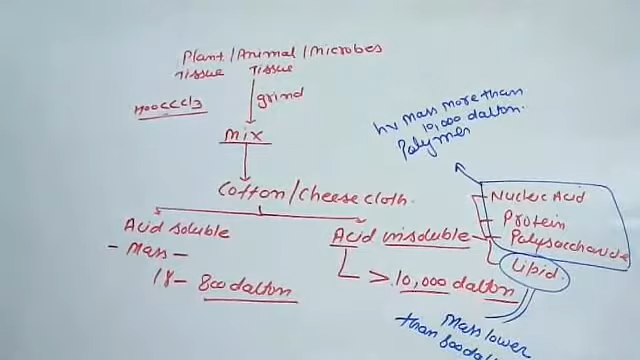 Plant/Animal/Microbes
Tissue Tissue
HOOCCCl3
grind
mix
Cotton/Cheese cloth.
Acid soluble
- Mass -
18 - 800 dalton
Acid insoluble
> 10,000 dalton
Nucleic Acid
Protein
Polysaccharide
Lipid.
hv mass more than
10,000 dalton.
Polymer
Mass lower
than 800 dal